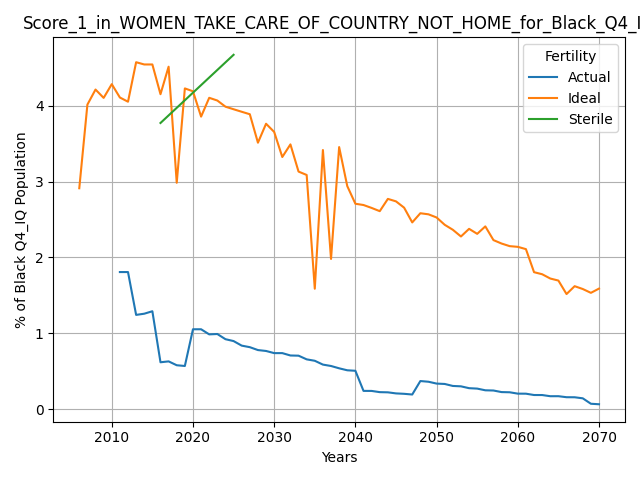 Score_1_in_WOMEN_TAKE_CARE_OF_COUNTRY_NOT_HOME_for_Black_Q4_I
Fertility
Actual
Ideal
Sterile
% of Black Q4_IQ Population
4
3
2
1
0
2010 2020 2030 2040 2050 2060 2070
Years